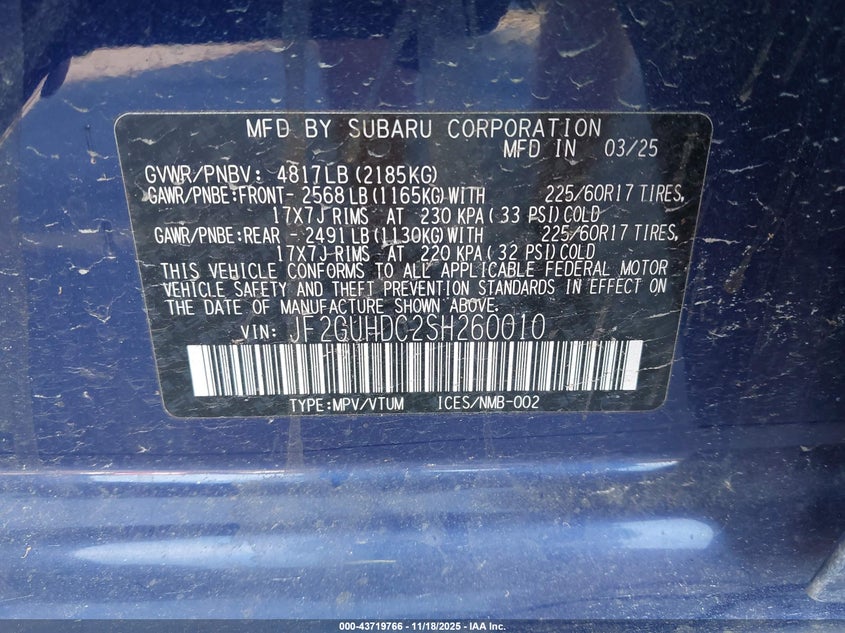 MFD BY SUBARU CORPORATION
MFD IN 03/25
GVWR/PNBV: 4817LB (2185KG)
GAWR/PNBE:FRONT- 2568 LB (1165KG) WITH 225/60R17 TIRES,
17X7J RIMS AT 230 KPA ( 33 PSI) COLD
GAWR/PNBE:REAR - 2491 LB (1130KG) WITH 225/60R17 TIRES,
17X7J RIMS AT 220 KPA ( 32 PSI) COLD
THIS VEHICLE CONFORMS TO ALL APPLICABLE FEDERAL MOTOR
VEHICLE SAFETY AND THEFT PREVENTION STANDARDS IN EFFECT ON
THE DATE OF MANUFACTURE SHOWN ABOVE.
VIN: JF2GUHDC2SH260010
TYPE:MPV/VTUM ICES/NMB-002
000-43719766 - 11/18/2025 - IAA Inc.